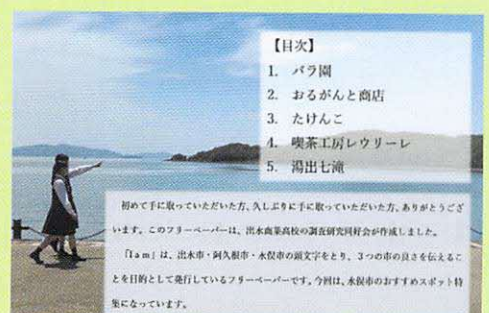 【目次】
1. バラ園
2. おるがんと商店
3. たけんこ
4. 喫茶工房レウリーレ
5. 湯出七滝
初めて手に取っていただいた方、久しぶりに手に取っていただいた方、ありがとうござ
います。このフリーペーパーは、出水商業高校の調査研究同好会が作成しました。
「I a m」は、出水市・阿久根市・水俣市の頭文字をとり、3つの市の良さを伝えるこ
とを目的として発行しているフリーペーパーです。今回は、水俣市のおすすめスポット特
集になっています。